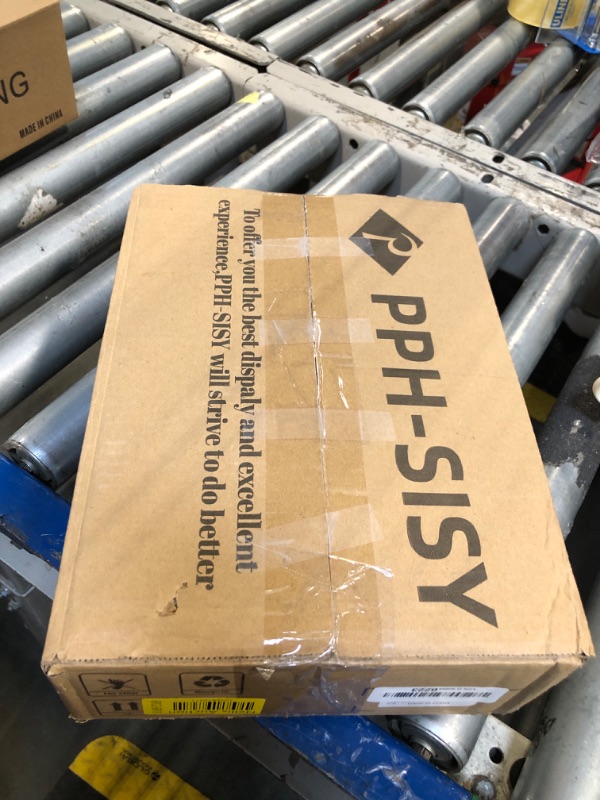 NG
MADE IN CHINA
ULINE
PPH-SISY
To offer you the best dispaly and excellent
experience,PPH-SISY will strive to do better